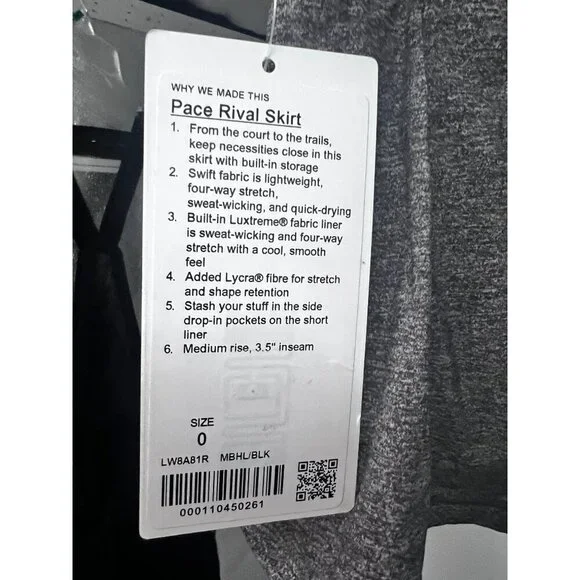 WHY WE MADE THIS
Pace Rival Skirt
1. From the court to the trails,
keep necessities close in this
skirt with built-in storage
2. Swift fabric is lightweight,
four-way stretch,
sweat-wicking, and quick-drying
3. Built-in Luxtreme® fabric liner
is sweat-wicking and four-way
stretch with a cool, smooth
feel
4. Added Lycra® fibre for stretch
and shape retention
5. Stash your stuff in the side
drop-in pockets on the short
liner
6. Medium rise, 3.5" inseam
SIZE
0
LW8A81R MBHL/BLK
000110450261